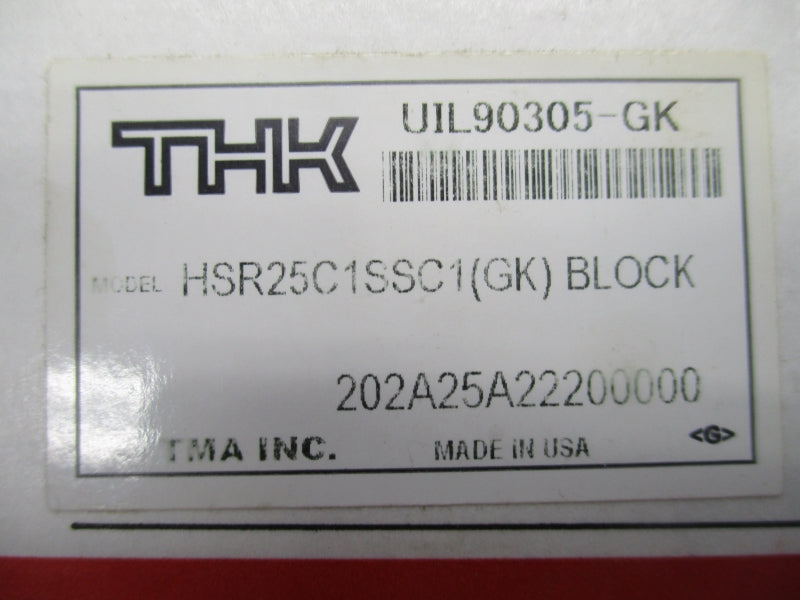 THK
UIL90305-GK
MODEL HSR25C1SSC1(GK) BLOCK
202A25A22200000
TMA INC. MADE IN USA <G>